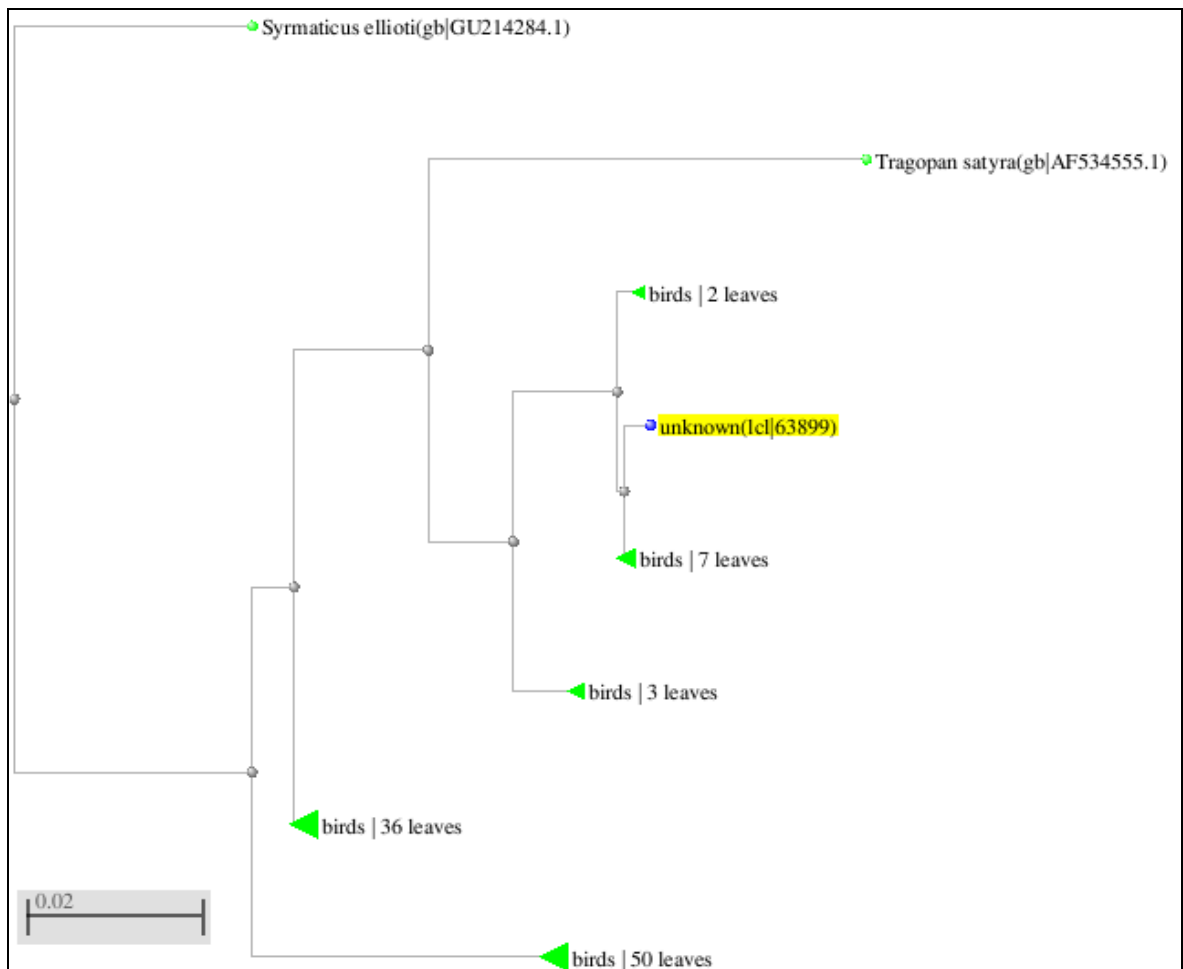 Syrmaticus ellioti(gb|GU214284.1)
Tragopan satyra(gb|AF534555.1)
birds | 2 leaves
unknown(lcl|63899)
birds | 7 leaves
birds | 3 leaves
birds | 36 leaves
0.02
birds | 50 leaves